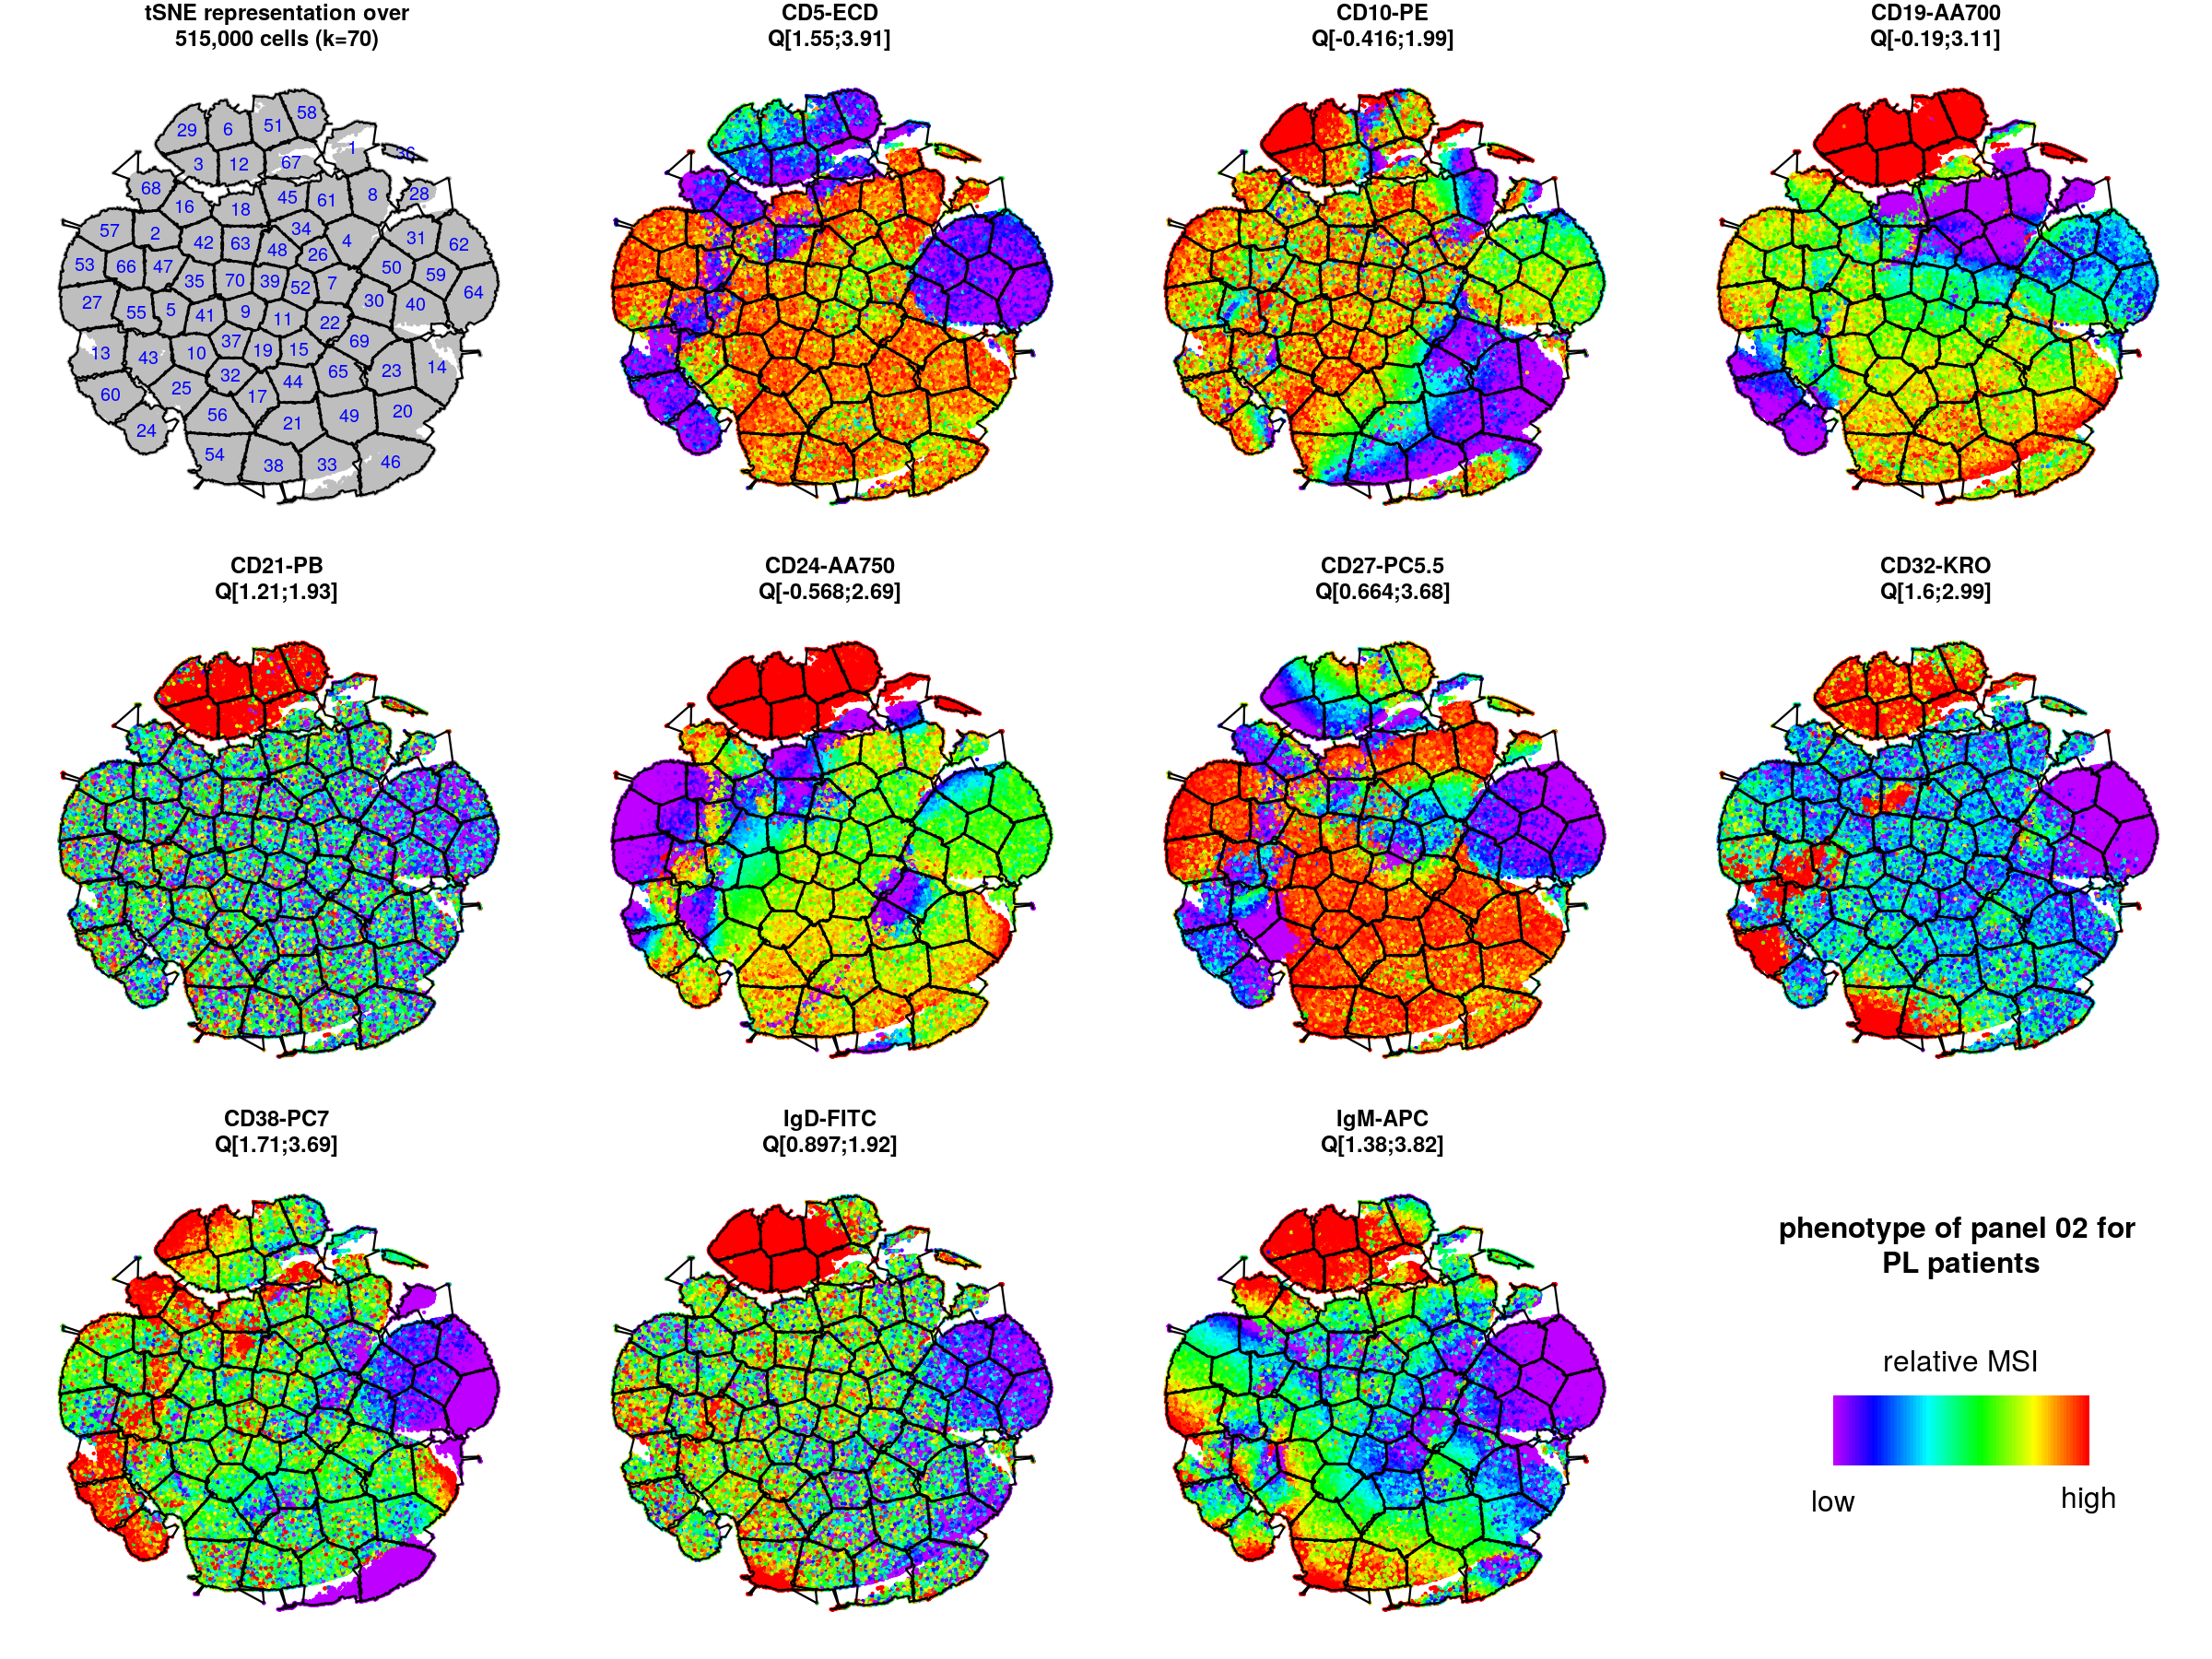 tSNE representation over
515,000 cells (k=70)
CD5-ECD
Q[1.55;3.91]
CD10-PE
Q[-0.416;1.99]
CD19-AA700
Q[-0.19;3.11]
58
51
29
6
1
36
3
12
67
68
28
16
18
45
61
8
57
2
42
63
34
48
4
31
62
26
53
66
47
35
70
39
52
7
50
59
64
27
55
5
41
9
11
22
30
40
13
43
10
37
19
15
69
14
60
25
32
17
44
65
23
24
56
21
49
20
54
38
33
46
CD21-PB
Q[1.21;1.93]
CD24-AA750
Q[-0.568;2.69]
CD27-PC5.5
Q[0.664;3.68]
CD32-KRO
Q[1.6;2.99]
CD38-PC7
Q[1.71;3.69]
IgD-FITC
Q[0.897;1.92]
IgM-APC
Q[1.38;3.82]
phenotype of panel 02 for
PL patients
relative MSI
low
high